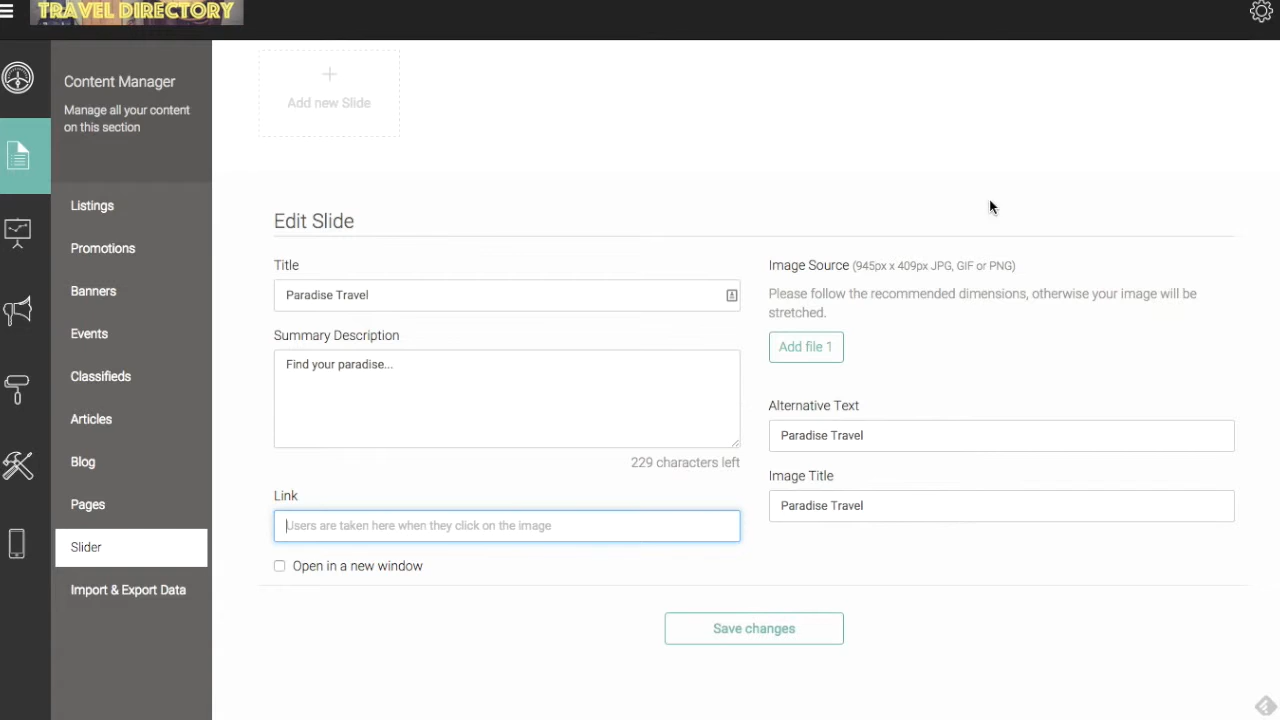 TRAVEL DIRECTORY
Content Manager
Manage all your content
on this section
Listings
Promotions
Banners
Events
Classifieds
Articles
Blog
Pages
Slider
Import & Export Data
+
Add new Slide
Edit Slide
Title
Paradise Travel
Summary Description
Find your paradise...
229 characters left
Link
Users are taken here when they click on the image
Open in a new window
Image Source (945px x 409px JPG, GIF or PNG)
Please follow the recommended dimensions, otherwise your image will be
stretched.
Add file 1
Alternative Text
Paradise Travel
Image Title
Paradise Travel
Save changes